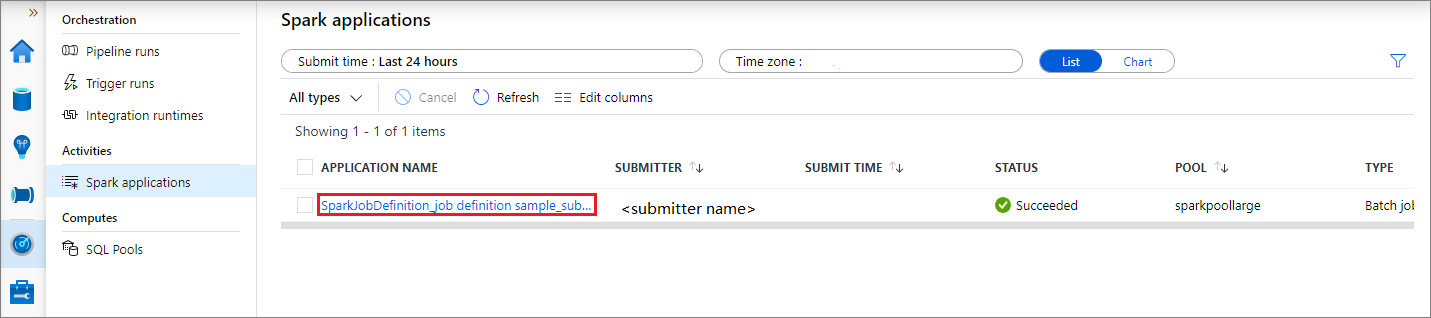 »
Orchestration
Pipeline runs
Trigger runs
Integration runtimes
Activities
Spark applications
Computes
SQL Pools
Spark applications
Submit time : Last 24 hours
Time zone :
List Chart
All types Cancel Refresh Edit columns
Showing 1 - 1 of 1 items
APPLICATION NAME SUBMITTER ↑↓ SUBMIT TIME ↑↓ STATUS POOL ↑↓ TYPE
SparkJobDefinition_job definition sample_sub... <submitter name> Succeeded sparkpoollarge Batch job